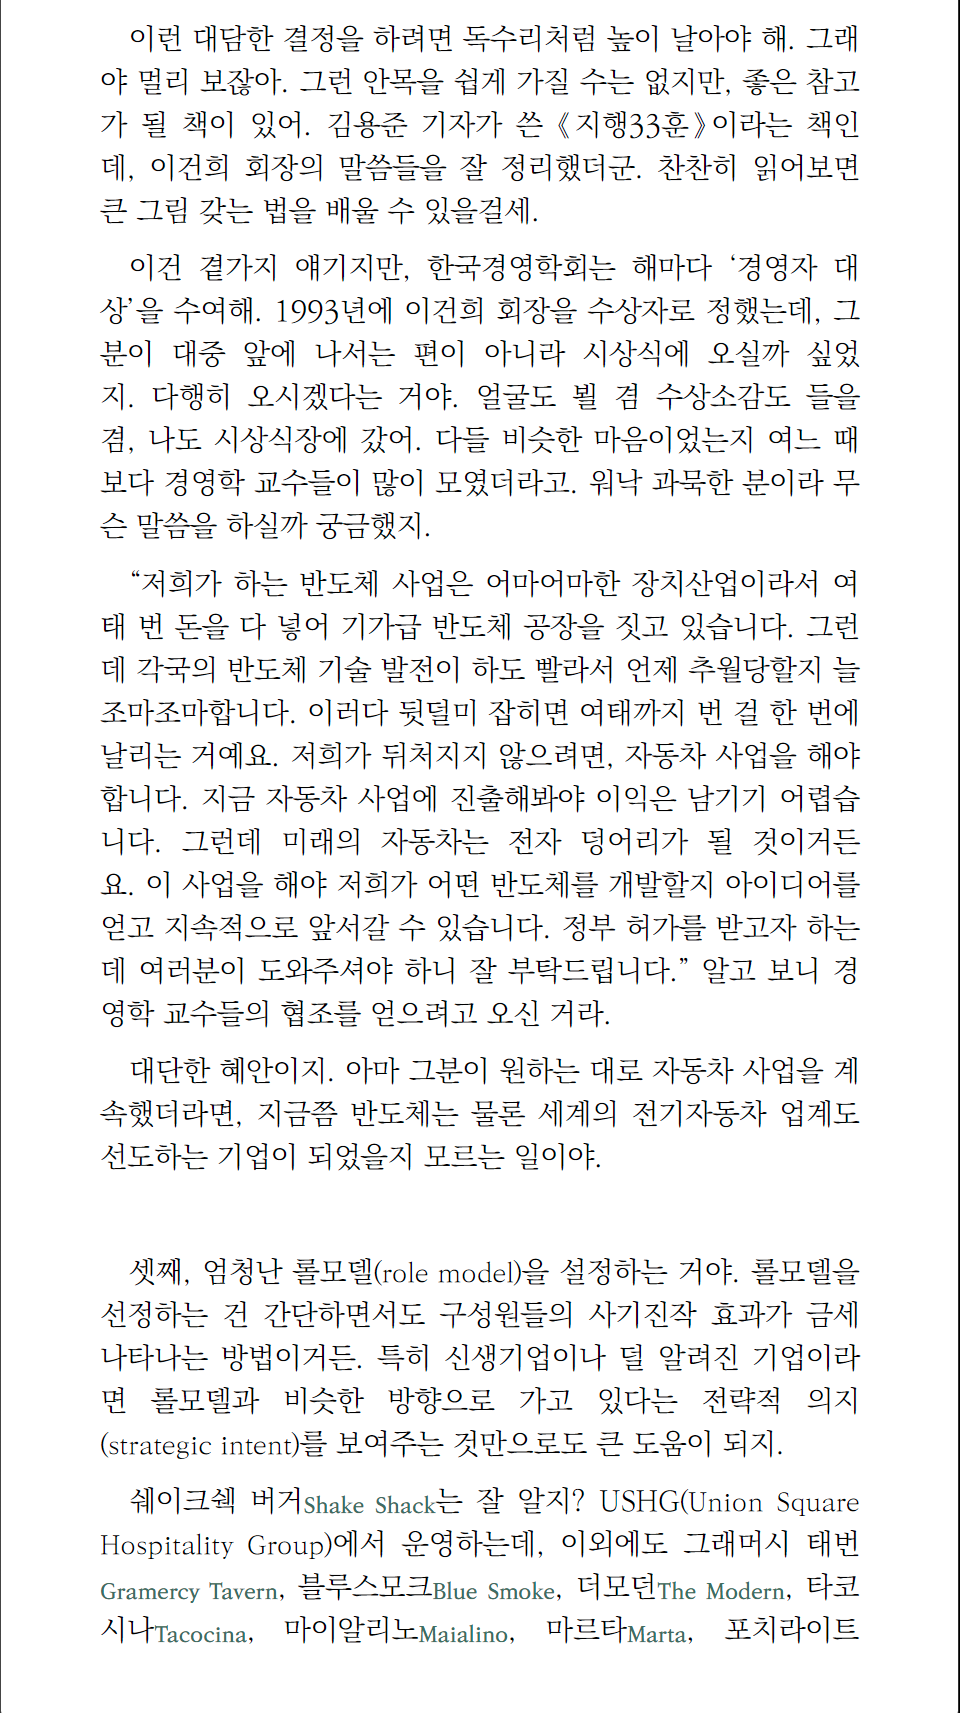 이런 대담한 결정을 하려면 독수리처럼 높이 날아야 해. 그래
야 멀리 보잖아. 그런 안목을 쉽게 가질 수는 없지만, 좋은 참고
가 될 책이 있어. 김용준 기자가 쓴 《지행33훈》이라는 책인
데, 이건희 회장의 말씀들을 잘 정리했더군. 찬찬히 읽어보면
큰 그림 갖는 법을 배울 수 있을걸세.
이건 곁가지 얘기지만, 한국경영학회는 해마다 ‘경영자 대
상’을 수여해. 1993년에 이건희 회장을 수상자로 정했는데, 그
분이 대중 앞에 나서는 편이 아니라 시상식에 오실까 싶었
지. 다행히 오시겠다는 거야. 얼굴도 뵐 겸 수상소감도 들을
겸, 나도 시상식장에 갔어. 다들 비슷한 마음이었는지 여느 때
보다 경영학 교수들이 많이 모였더라고. 워낙 과묵한 분이라 무
슨 말씀을 하실까 궁금했지.
“저희가 하는 반도체 사업은 어마어마한 장치산업이라서 여
태 번 돈을 다 넣어 기가급 반도체 공장을 짓고 있습니다. 그런
데 각국의 반도체 기술 발전이 하도 빨라서 언제 추월당할지 늘
조마조마합니다. 이러다 뒷덜미 잡히면 여태까지 번 걸 한 번에
날리는 거예요. 저희가 뒤처지지 않으려면, 자동차 사업을 해야
합니다. 지금 자동차 사업에 진출해봐야 이익은 남기기 어렵습
니다. 그런데 미래의 자동차는 전자 덩어리가 될 것이거든
요. 이 사업을 해야 저희가 어떤 반도체를 개발할지 아이디어를
얻고 지속적으로 앞서갈 수 있습니다. 정부 허가를 받고자 하는
데 여러분이 도와주셔야 하니 잘 부탁드립니다.” 알고 보니 경
영학 교수들의 협조를 얻으려고 오신 거라.
대단한 혜안이지. 아마 그분이 원하는 대로 자동차 사업을 계
속했더라면, 지금쯤 반도체는 물론 세계의 전기자동차 업계도
선도하는 기업이 되었을지 모르는 일이야.
셋째, 엄청난 롤모델(role model)을 설정하는 거야. 롤모델을
선정하는 건 간단하면서도 구성원들의 사기진작 효과가 금세
나타나는 방법이거든. 특히 신생기업이나 덜 알려진 기업이라
면 롤모델과 비슷한 방향으로 가고 있다는 전략적 의지
(strategic intent)를 보여주는 것만으로도 큰 도움이 되지.
쉐이크쉑 버거Shake Shack는 잘 알지? USHG(Union Square
Hospitality Group)에서 운영하는데, 이외에도 그래머시 태번
Gramercy Tavern, 블루스모크Blue Smoke, 더모던The Modern, 타코
시나Tacocina, 마이알리노Maialino, 마르타Marta, 포치라이트